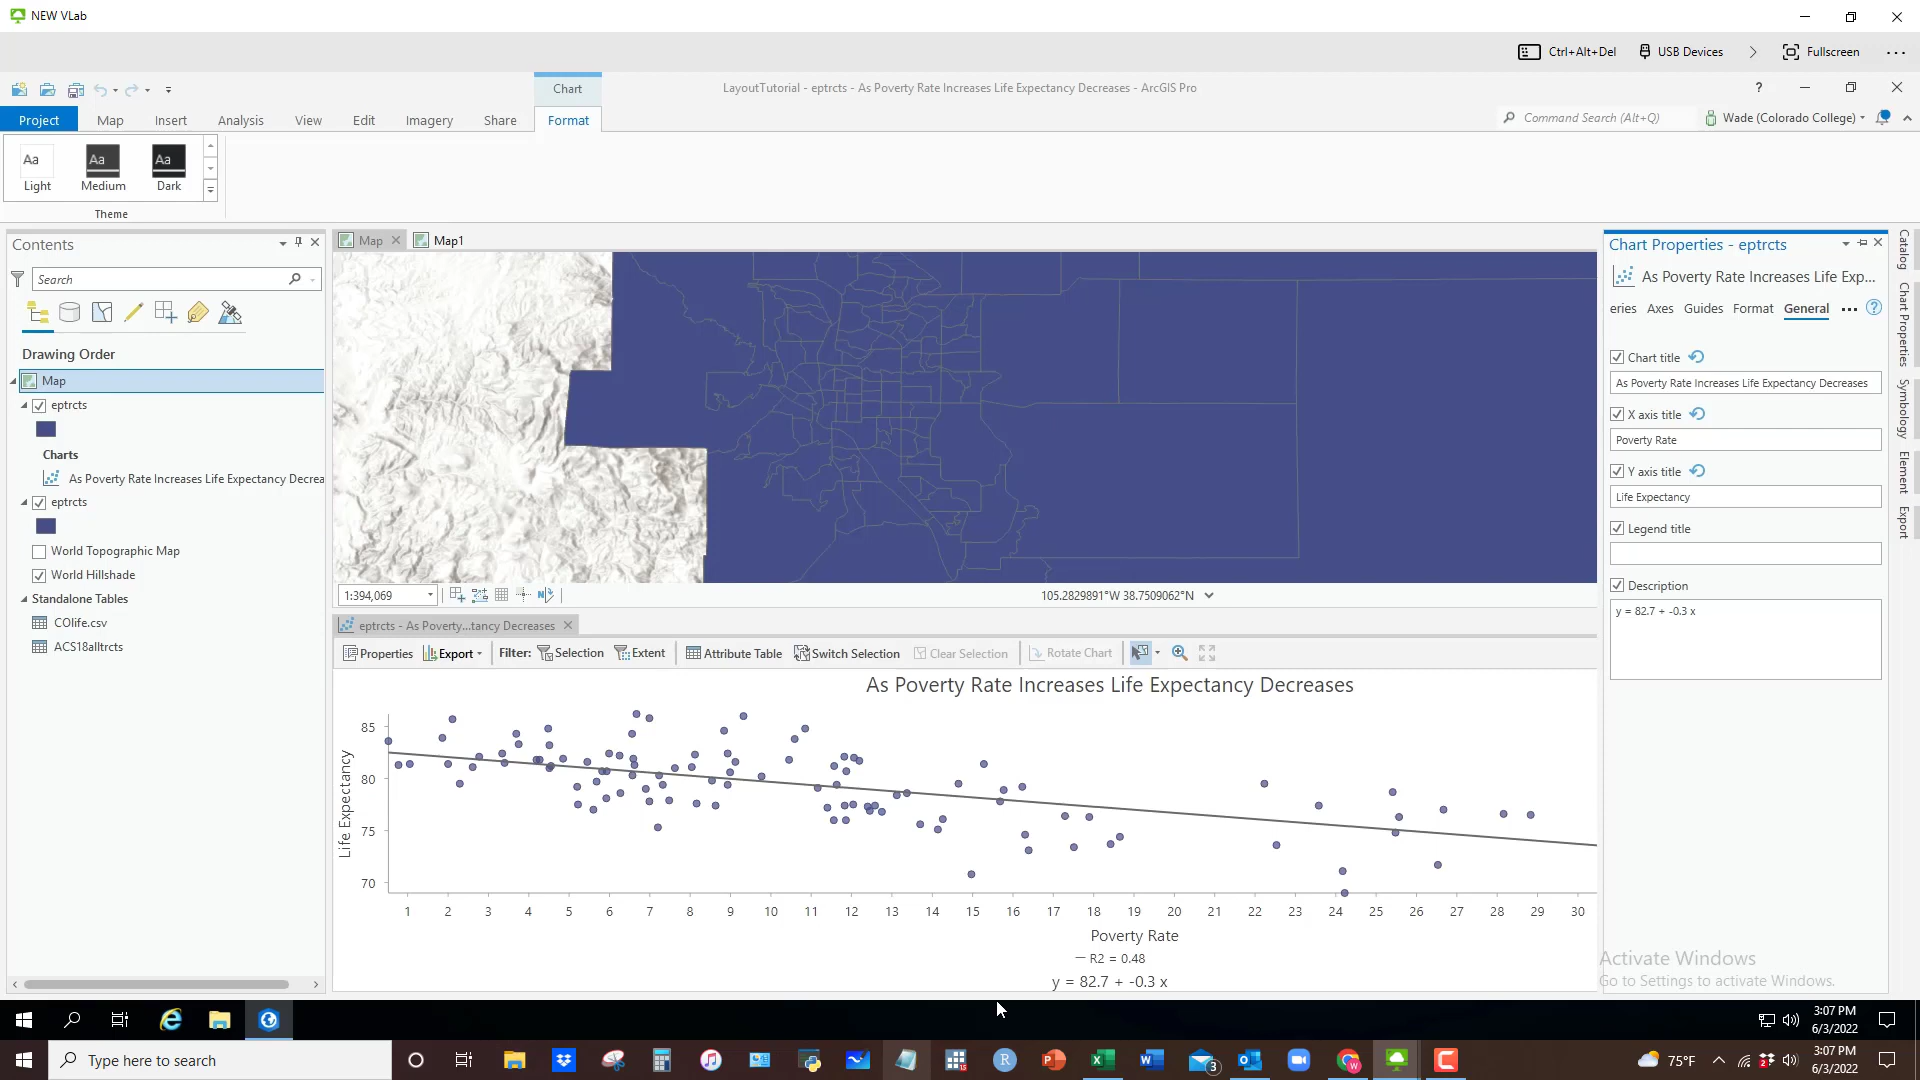 NEW VLab
Ctrl+Alt+Del USB Devices Fullscreen
Chart LayoutTutorial - eptrcts - As Poverty Rate Increases Life Expectancy Decreases - ArcGIS Pro ?
Project Map Insert Analysis View Edit Imagery Share Format Command Search (Alt+Q) Wade (Colorado College)
Aa Aa Aa
Light Medium Dark
Theme
Contents
Search
Drawing Order
Map
eptrcts
Charts
As Poverty Rate Increases Life Expectancy Decrea
eptrcts
World Topographic Map
World Hillshade
Standalone Tables
COlife.csv
ACS18alltrcts
Map Map1
1:394,069 105.2829891°W 38.7509062°N
eptrcts - As Poverty...tancy Decreases
Properties Export Filter: Selection Extent Attribute Table Switch Selection Clear Selection Rotate Chart
As Poverty Rate Increases Life Expectancy Decreases
Life Expectancy
85
80
75
70
1 2 3 4 5 6 7 8 9 10 11 12 13 14 15 16 17 18 19 20 21 22 23 24 25 26 27 28 29 30
Poverty Rate
R2 = 0.48
y = 82.7 + -0.3 x
Chart Properties - eptrcts
As Poverty Rate Increases Life Exp...
eries Axes Guides Format General ?
Chart title
As Poverty Rate Increases Life Expectancy Decreases
X axis title
Poverty Rate
Y axis title
Life Expectancy
Legend title
Description
y = 82.7 + -0.3 x
Catalog
Chart Properties
Symbology
Element
Export
Activate Windows
Go to Settings to activate Windows.
3:07 PM
6/3/2022
Type here to search
3
75°F
3:07 PM
6/3/2022